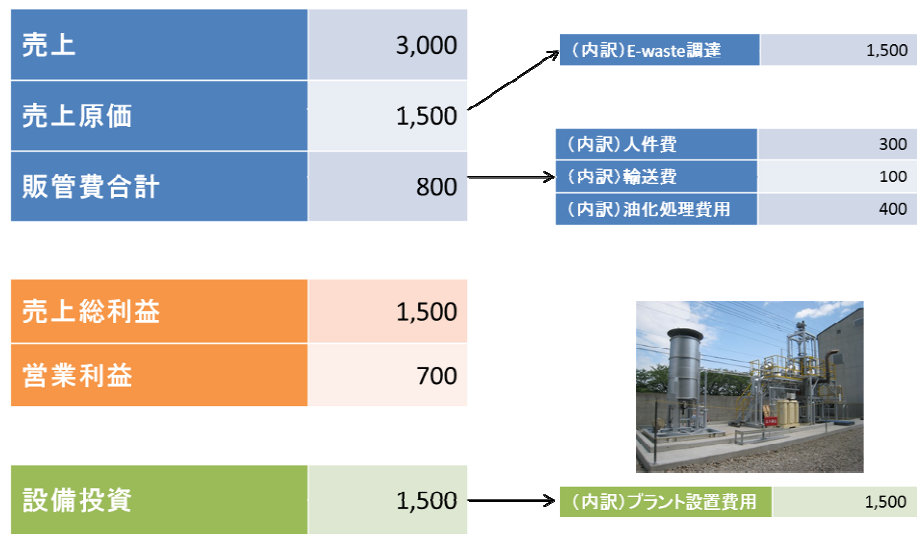 売上 3,000
(内訳)E-waste調達 1,500
売上原価 1,500
(内訳)人件費 300
(内訳)輸送費 100
販管費合計 800
(内訳)油化処理費用 400
売上総利益 1,500
営業利益 700
設備投資 1,500
(内訳)プラント設置費用 1,500